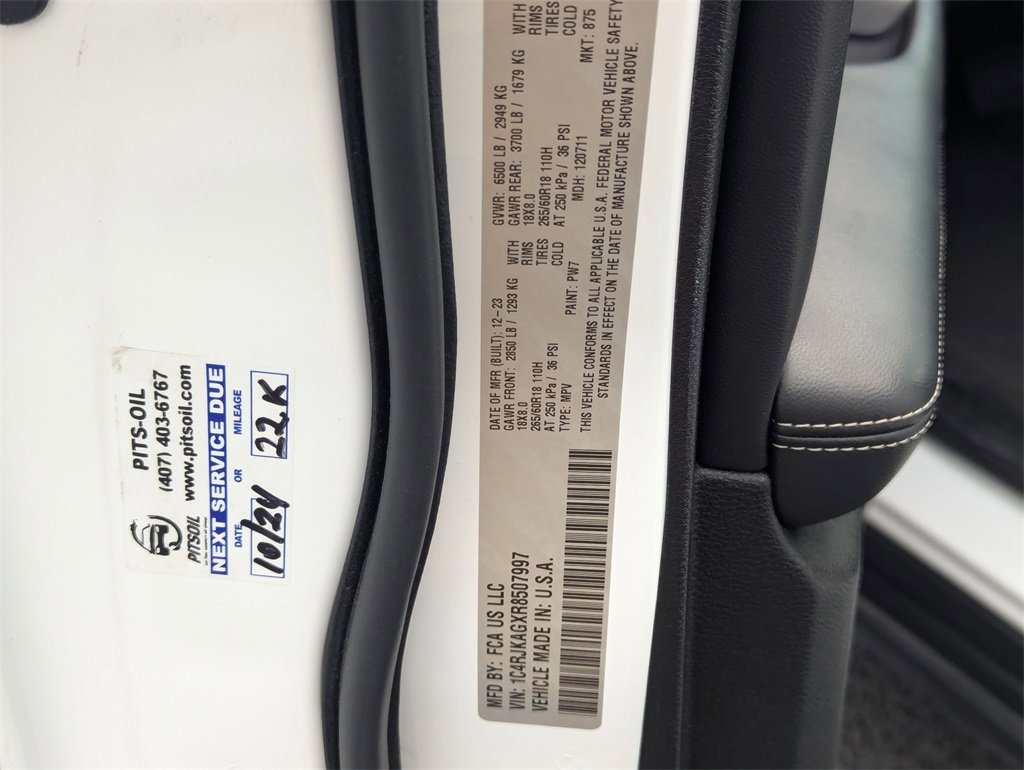 PITS-OIL
(407) 403-6767
www.pitsoil.com
PITSOIL
NEXT SERVICE DUE
DATE OR MILEAGE
10/24 22K
MFD BY: FCA US LLC
VIN: 1C4RJKAGXR8507997
VEHICLE MADE IN: U.S.A.
DATE OF MFR (BUILT): 12-23 GVWR: 6500 LB / 2949 KG
GAWR FRONT: 2850 LB / 1293 KG WITH GAWR REAR: 3700 LB / 1679 KG WITH
18X8.0 RIMS 18X8.0 RIMS
265/60R18 110H TIRES 265/60R18 110H TIRES
AT 250 kPa / 36 PSI COLD AT 250 kPa / 36 PSI COLD
TYPE: MPV PAINT: PW7 MDH: 120711 MKT: 875
THIS VEHICLE CONFORMS TO ALL APPLICABLE U.S.A. FEDERAL MOTOR VEHICLE SAFETY
STANDARDS IN EFFECT ON THE DATE OF MANUFACTURE SHOWN ABOVE.